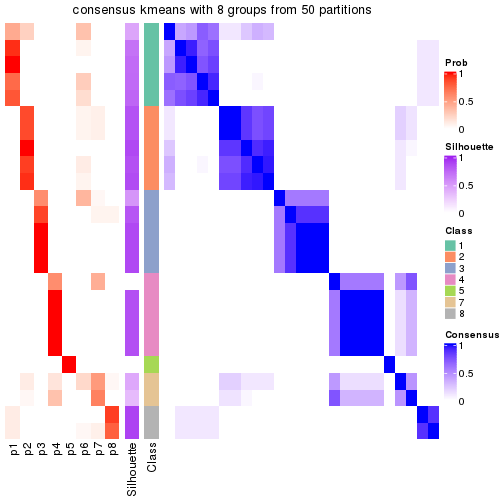 consensus kmeans with 8 groups from 50 partitions
Prob
1
0.5
0
Silhouette
1
0.5
0
Class
1
2
3
4
5
7
8
Consensus
1
0.5
0
p1
p2
p3
p4
p5
p6
p7
p8
Silhouette
Class